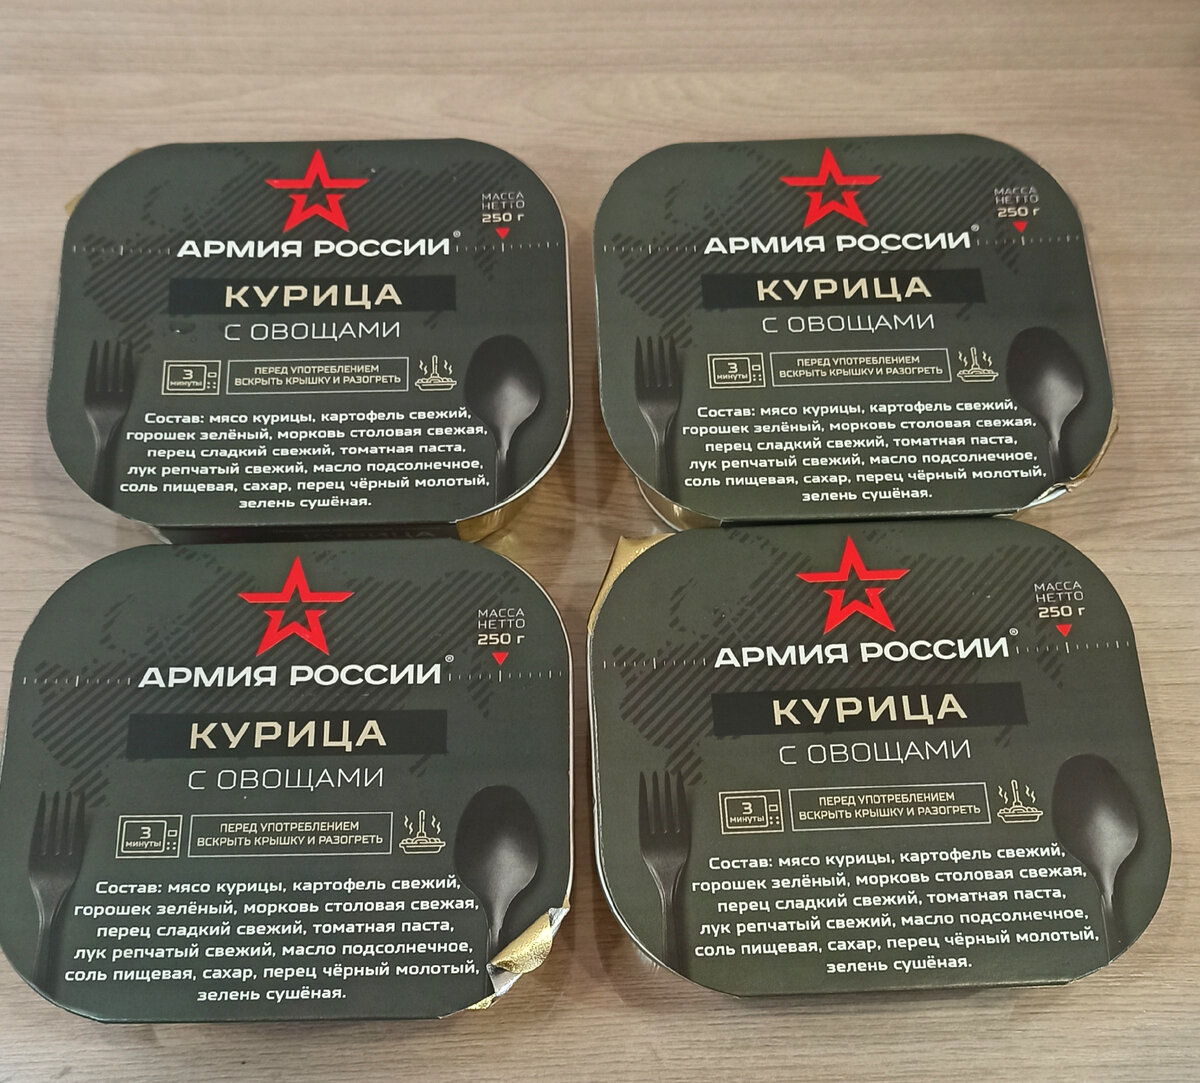 МАССА
НЕТТО
250 г
АРМИЯ РОССИИ®
КУРИЦА
С ОВОЩАМИ
3
минуты
ПЕРЕД УПОТРЕБЛЕНИЕМ
ВСКРЫТЬ КРЫШКУ И РАЗОГРЕТЬ
Состав: мясо курицы, картофель свежий,
горошек зелёный, морковь столовая свежая,
перец сладкий свежий, томатная паста,
лук репчатый свежий, масло подсолнечное,
соль пищевая, сахар, перец чёрный молотый,
зелень сушёная.
МАССА
НЕТТО
250 г
АРМИЯ РОССИИ®
КУРИЦА
С ОВОЩАМИ
3
минуты
ПЕРЕД УПОТРЕБЛЕНИЕМ
ВСКРЫТЬ КРЫШКУ И РАЗОГРЕТЬ
Состав: мясо курицы, картофель свежий,
горошек зелёный, морковь столовая свежая,
перец сладкий свежий, томатная паста,
лук репчатый свежий, масло подсолнечное,
соль пищевая, сахар, перец чёрный молотый,
зелень сушёная.
КУРИЦА
МАССА
НЕТТО
250 г
АРМИЯ РОССИИ®
КУРИЦА
С ОВОЩАМИ
3
минуты
ПЕРЕД УПОТРЕБЛЕНИЕМ
ВСКРЫТЬ КРЫШКУ И РАЗОГРЕТЬ
Состав: мясо курицы, картофель свежий,
горошек зелёный, морковь столовая свежая,
перец сладкий свежий, томатная паста,
лук репчатый свежий, масло подсолнечное,
соль пищевая, сахар, перец чёрный молотый,
зелень сушёная.
МАССА
НЕТТО
250 г
АРМИЯ РОССИИ®
КУРИЦА
С ОВОЩАМИ
3
минуты
ПЕРЕД УПОТРЕБЛЕНИЕМ
ВСКРЫТЬ КРЫШКУ И РАЗОГРЕТЬ
Состав: мясо курицы, картофель свежий,
горошек зелёный, морковь столовая свежая,
перец сладкий свежий, томатная паста,
лук репчатый свежий, масло подсолнечное,
соль пищевая, сахар, перец чёрный молотый,
зелень сушёная.